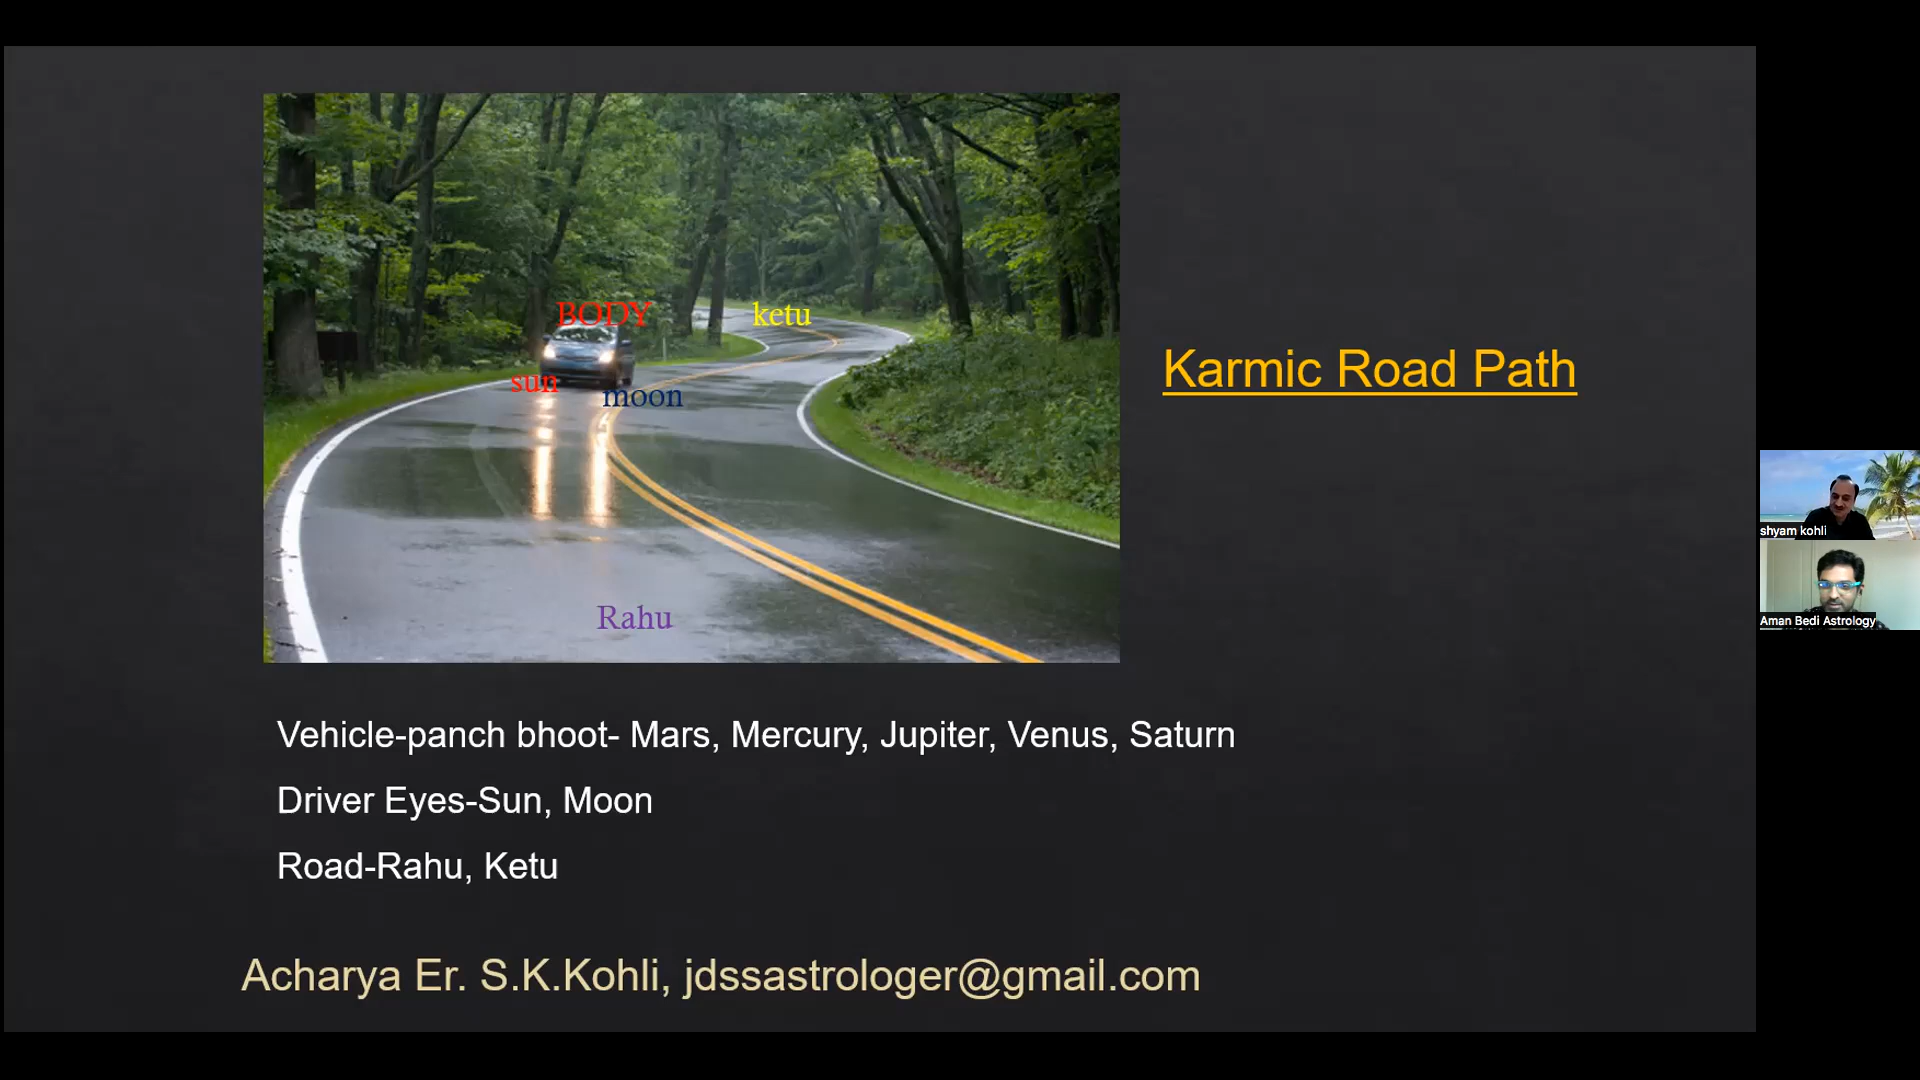 BODY
ketu
sun
moon
Rahu
Karmic Road Path
Vehicle-panch bhoot- Mars, Mercury, Jupiter, Venus, Saturn
Driver Eyes-Sun, Moon
Road-Rahu, Ketu
Acharya Er. S.K.Kohli, jdssastrologer@gmail.com
shyam kohli
Aman Bedi Astrology